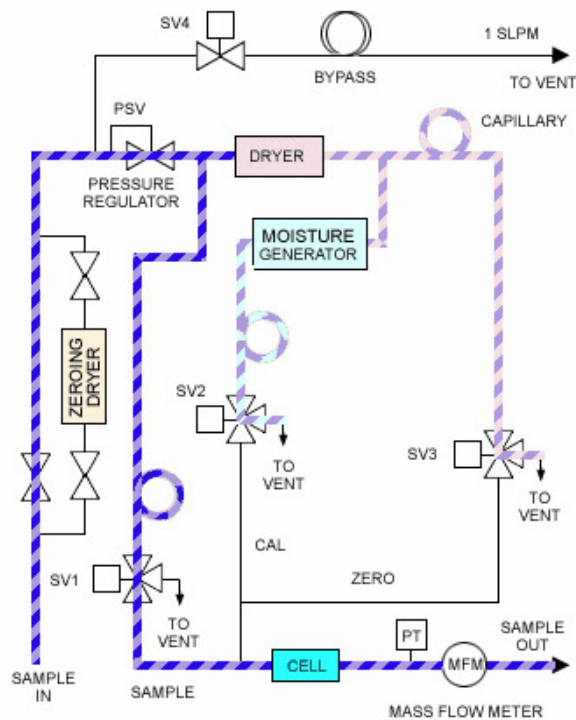 SV4
1 SLPM
BYPASS
TO VENT
PSV
CAPILLARY
DRYER
PRESSURE
REGULATOR
MOISTURE
GENERATOR
ZEROING
DRYER
SV2
SV3
TO
VENT
TO
VENT
CAL
SV1
ZERO
TO
VENT
PT
SAMPLE
OUT
CELL
MFM
SAMPLE
IN
SAMPLE
MASS FLOW METER